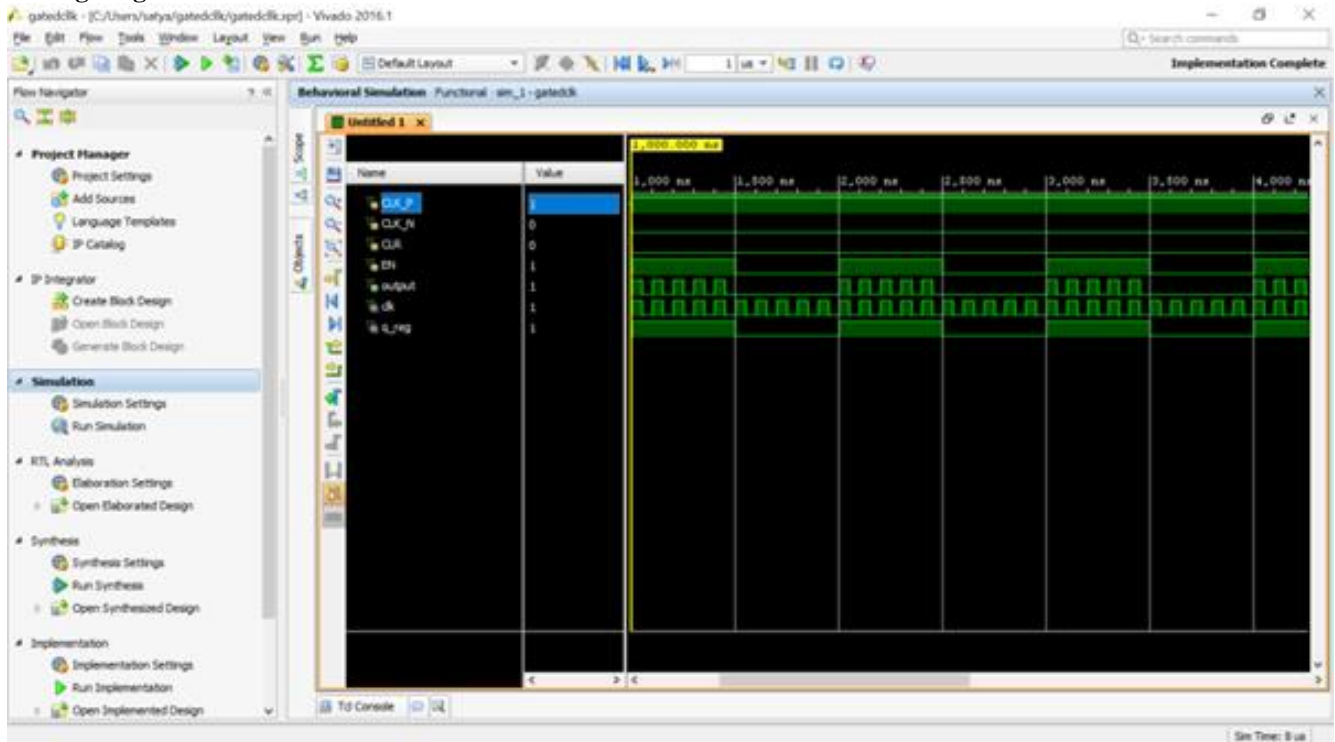 gatedclk - [C:/Users/satya/gatedclk/gatedclk.xpr] - Vivado 2016.1
File Edit Flow Tools Window Layout View Run Help
Search commands
Default Layout
1 us
Implementation Complete
Flow Navigator
Behavioral Simulation - Functional - sim_1 - gatedclk
Untitled 1
Scope
Objects
Name Value
1,000.000 ns
1,000 ns 1,500 ns 2,000 ns 2,500 ns 3,000 ns 3,500 ns 4,000 ns
CLK_P 1
CLK_N 0
CLR 0
EN 1
output 1
clk 1
q_reg 1
Project Manager
Project Settings
Add Sources
Language Templates
IP Catalog
IP Integrator
Create Block Design
Open Block Design
Generate Block Design
Simulation
Simulation Settings
Run Simulation
RTL Analysis
Elaboration Settings
Open Elaborated Design
Synthesis
Synthesis Settings
Run Synthesis
Open Synthesized Design
Implementation
Implementation Settings
Run Implementation
Open Implemented Design
Tcl Console
Sim Time: 8 us